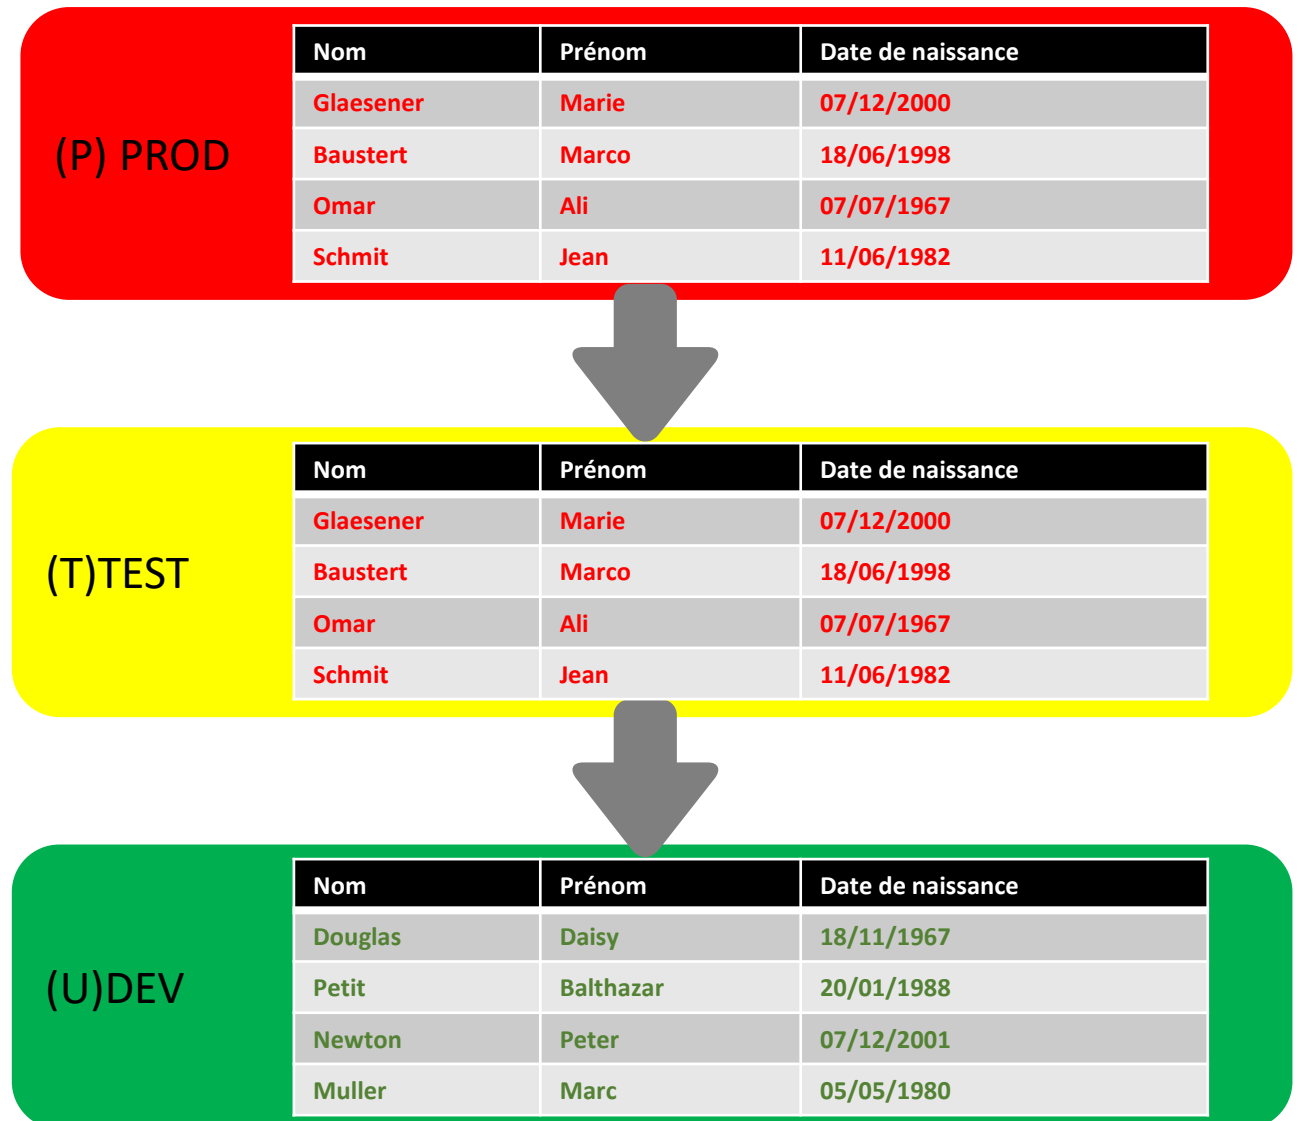 Nom Prénom Date de naissance
Glaesener Marie 07/12/2000
(P) PROD
Baustert Marco 18/06/1998
Omar Ali 07/07/1967
Schmit Jean 11/06/1982
Nom Prénom Date de naissance
Glaesener Marie 07/12/2000
(T)TEST
Baustert Marco 18/06/1998
Omar Ali 07/07/1967
Schmit Jean 11/06/1982
Nom Prénom Date de naissance
Douglas Daisy 18/11/1967
(U)DEV
Petit Balthazar 20/01/1988
Newton Peter 07/12/2001
Muller Marc 05/05/1980